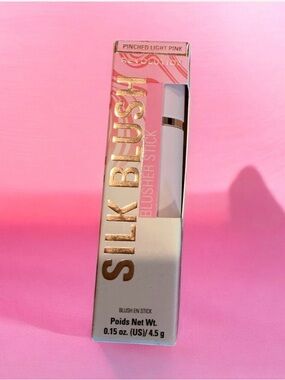 PINCHED LIGHT PINK
REVOLUTION
SILK BLUSH
BLUSHER STICK
BLUSH EN STICK
Poids Net Wt.
0.15 oz. (US)/ 4.5 g